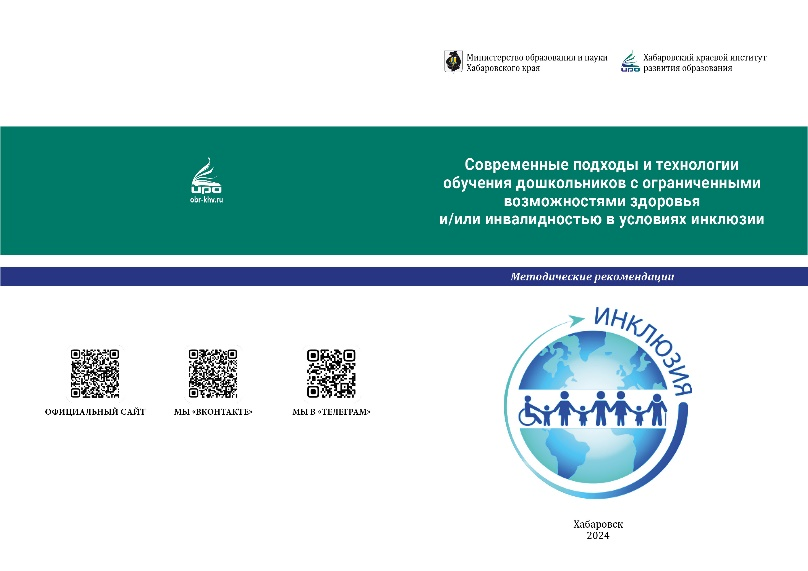 Министерство образования и науки
Хабаровского края
Хабаровский краевой институт
развития образования
ИРО
Современные подходы и технологии
обучения дошкольников с ограниченными
возможностями здоровья
и/или инвалидностью в условиях инклюзии
ИРО
obr-khv.ru
Методические рекомендации
ИНКЛЮЗИЯ
ОФИЦИАЛЬНЫЙ САЙТ
МЫ «ВКОНТАКТЕ»
МЫ В «ТЕЛЕГРАМ»
Хабаровск
2024